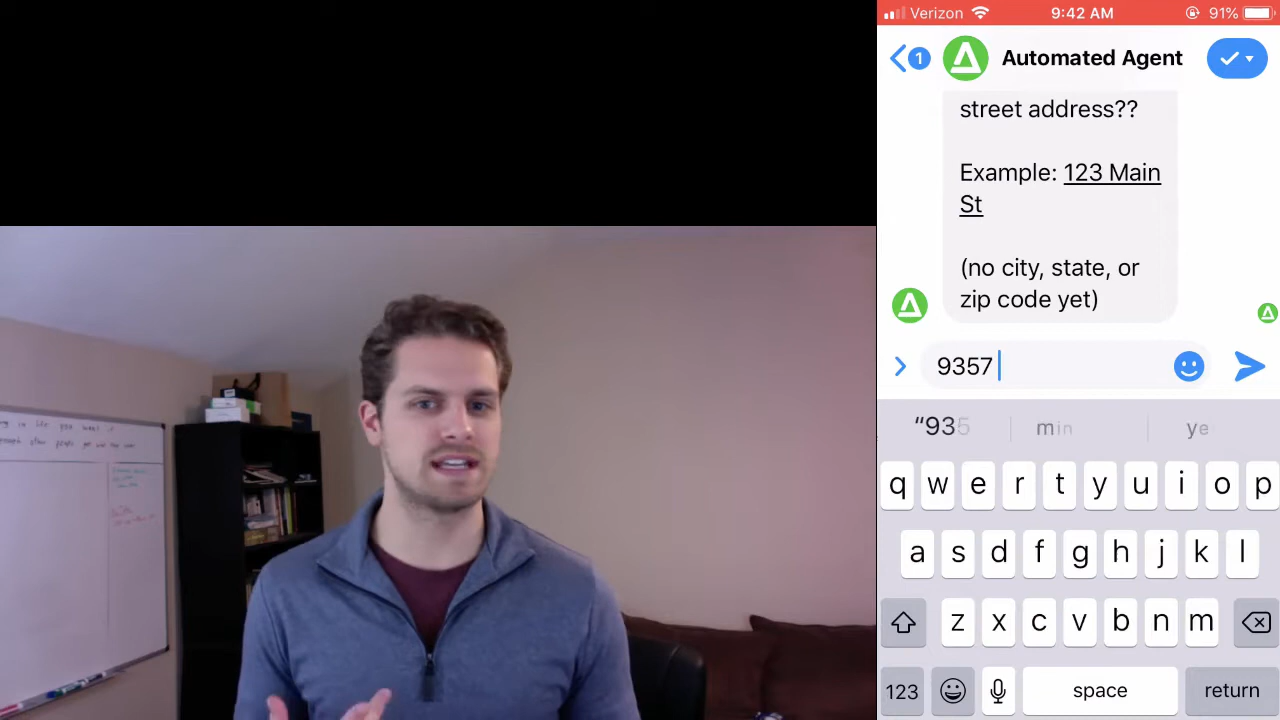 Verizon 9:42 AM 91%
1 Automated Agent
street address??
Example: 123 Main
St
(no city, state, or
zip code yet)
9357
"935 min ye
q w e r t y u i o p
a s d f g h j k l
z x c v b n m
123 space return